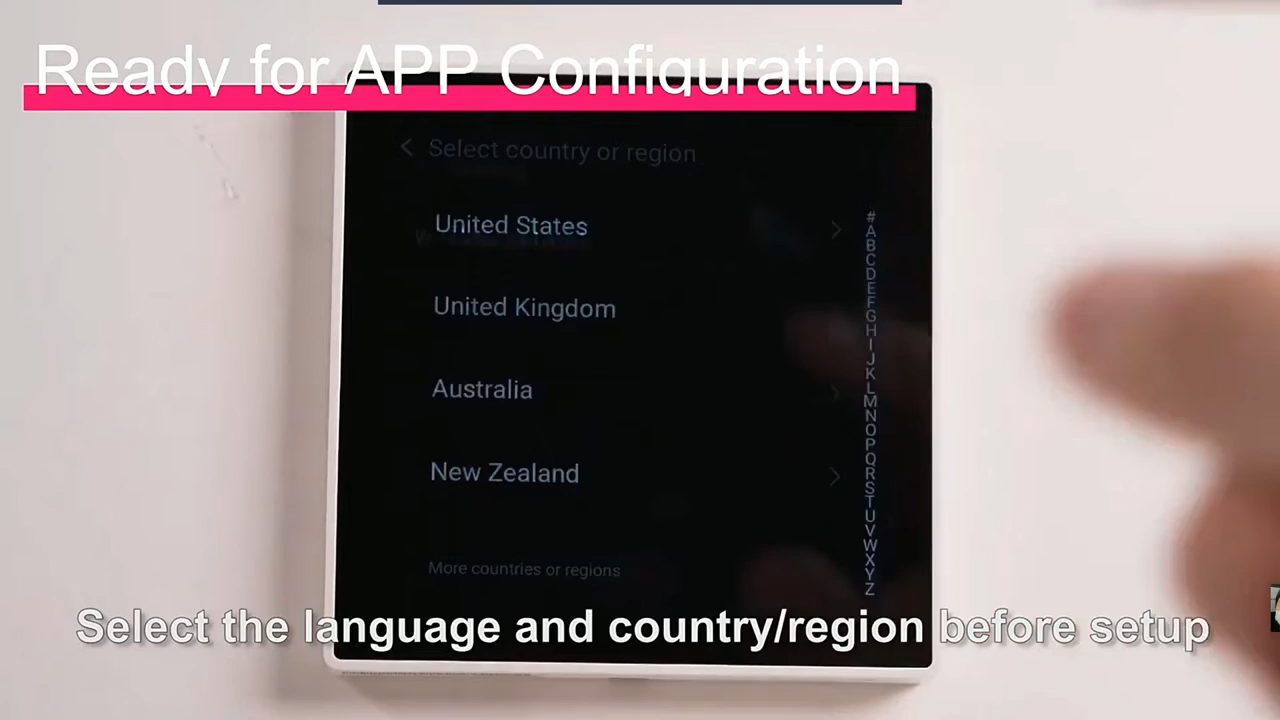 Ready for APP Configuration
Select country or region
United States
United Kingdom
Australia
New Zealand
More countries or regions
#
A
B
C
D
E
F
G
H
I
J
K
L
M
N
O
P
Q
R
S
T
U
V
W
X
Y
Z
Select the language and country/region before setup